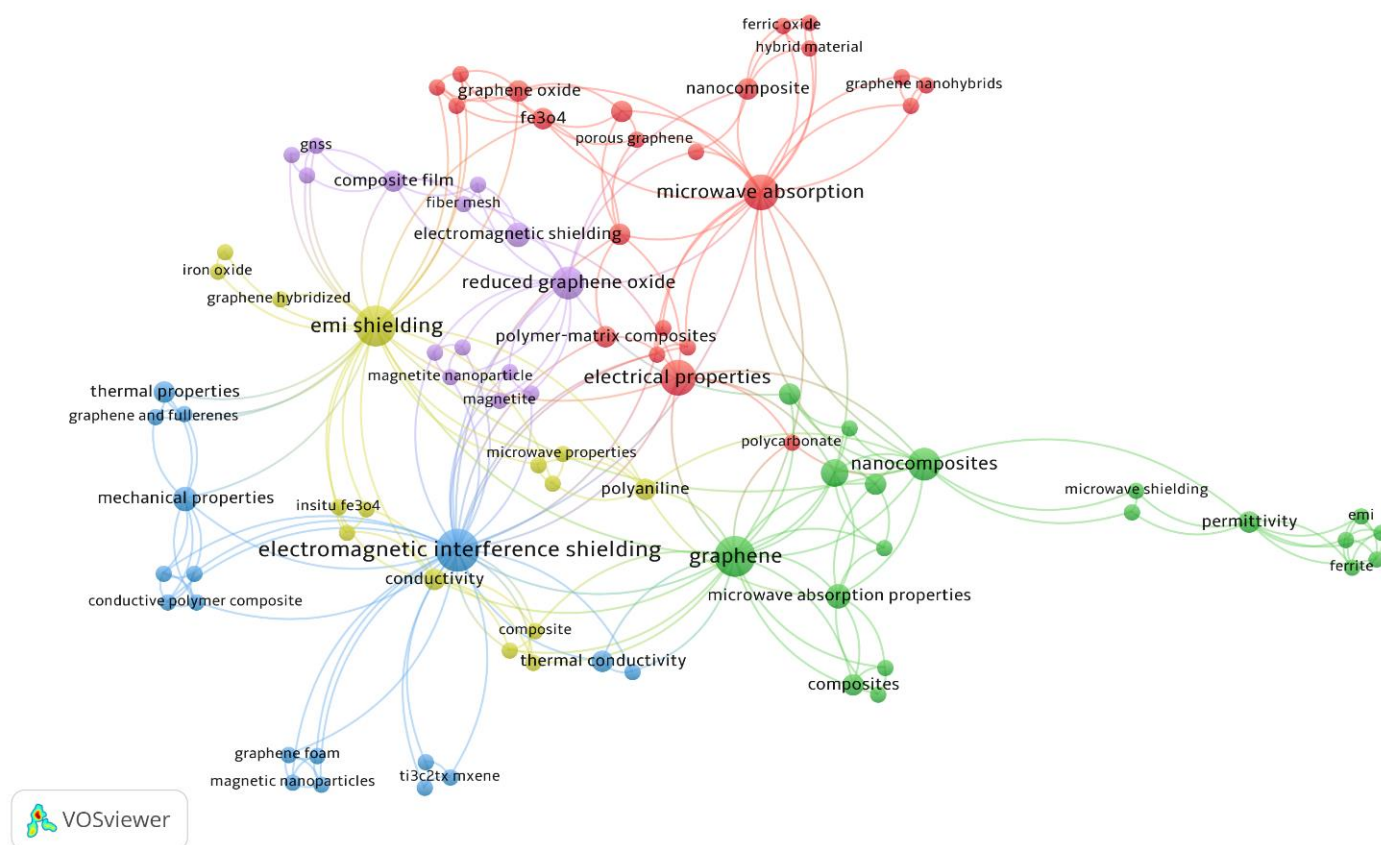 ferric oxide
hybrid material
nanocomposite
graphene nanohybrids
graphene oxide
fe3o4
porous graphene
gnss
composite film
microwave absorption
fiber mesh
electromagnetic shielding
iron oxide
reduced graphene oxide
graphene hybridized
emi shielding
polymer-matrix composites
magnetite nanoparticle
electrical properties
thermal properties
magnetite
graphene and fullerenes
polycarbonate
microwave properties
nanocomposites
mechanical properties
polyaniline
microwave shielding
insitu fe3o4
permittivity
emi
electromagnetic interference shielding
graphene
ferrite
conductivity
conductive polymer composite
microwave absorption properties
composite
thermal conductivity
composites
graphene foam
magnetic nanoparticles
ti3c2tx mxene
VOSviewer